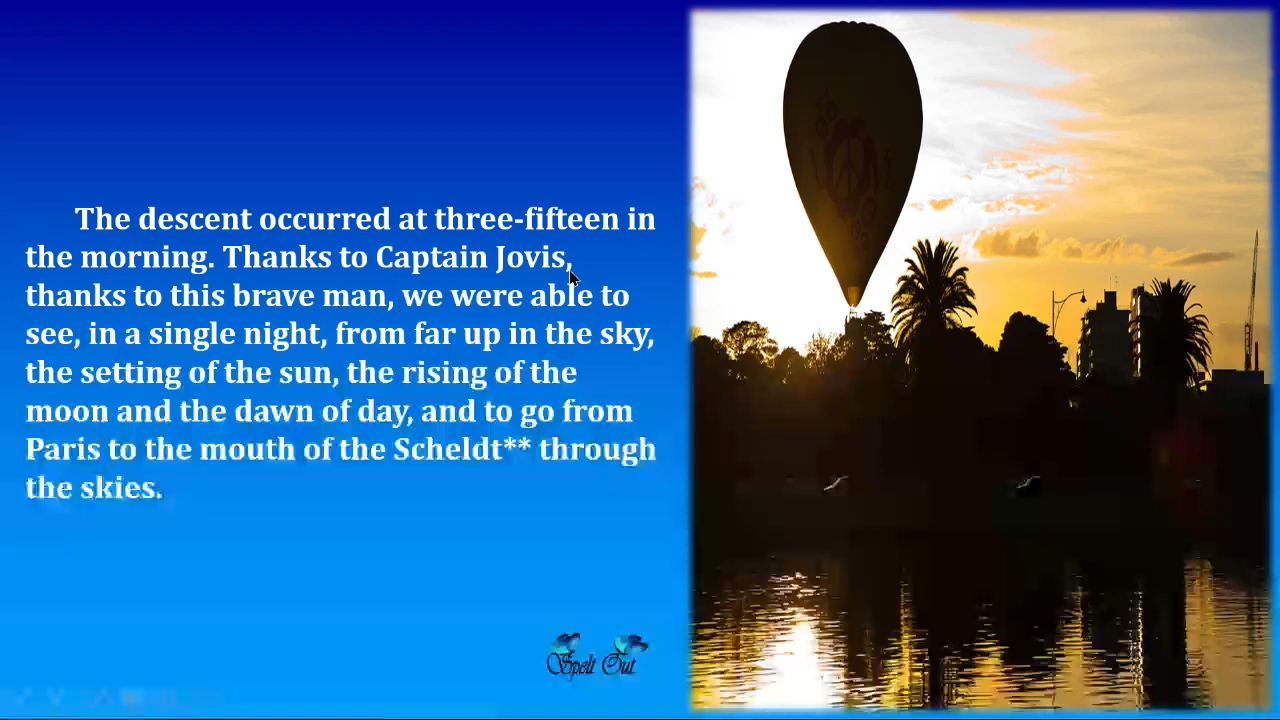 The descent occurred at three-fifteen in
the morning. Thanks to Captain Jovis,
thanks to this brave man, we were able to
see, in a single night, from far up in the sky,
the setting of the sun, the rising of the
moon and the dawn of day, and to go from
Paris to the mouth of the Scheldt** through
the skies.
Spelt Out